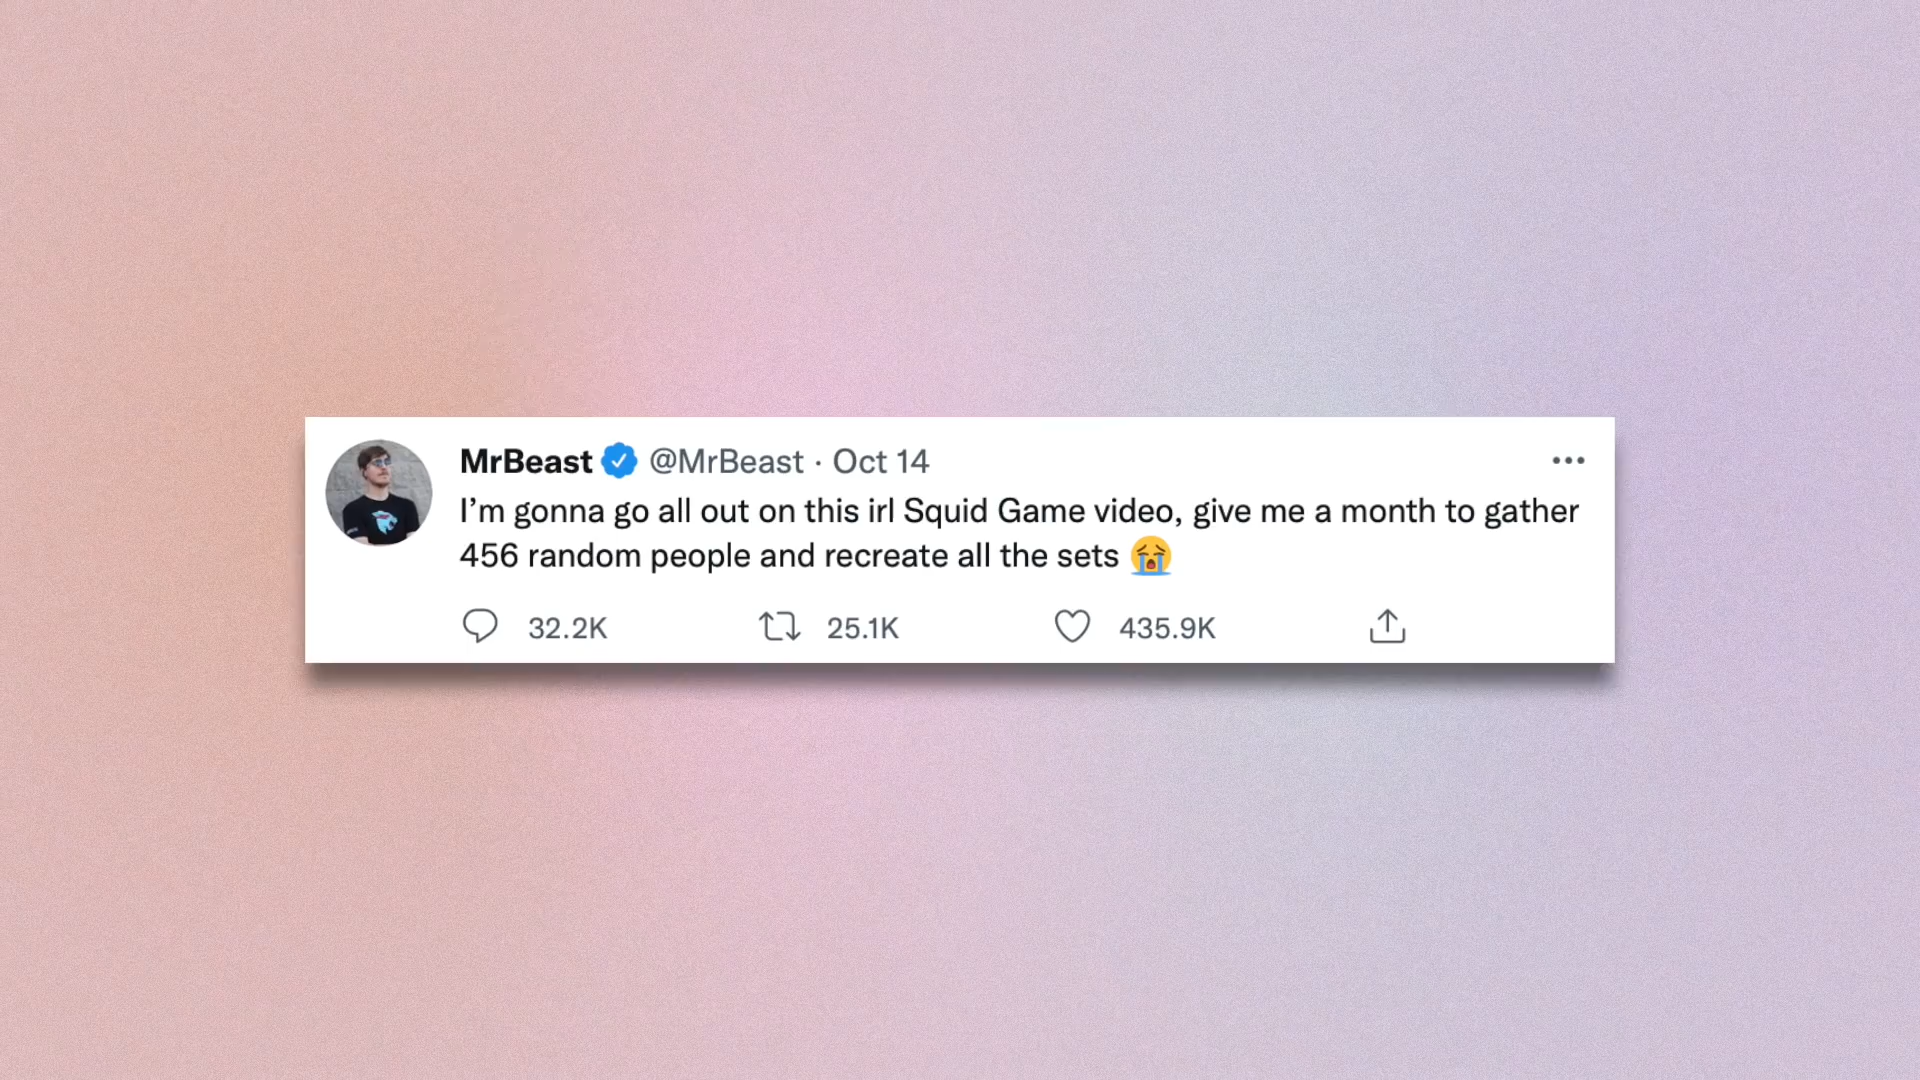 MrBeast @MrBeast · Oct 14
I’m gonna go all out on this irl Squid Game video, give me a month to gather
456 random people and recreate all the sets 😭
32.2K 25.1K 435.9K